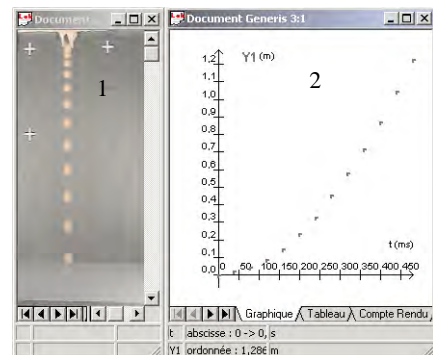 Document...
1
Document Generis 3:1
Y1 (m)
2
1,2
1,1
1,0
0,9
0,8
0,7
0,6
0,5
0,4
0,3
0,2
0,1
0,0
t (ms)
0 50 100 150 200 250 300 350 400 450
Graphique / Tableau / Compte Rendu
t abscisse : 0 -> 0, s
Y1 ordonnée : 1,286 m